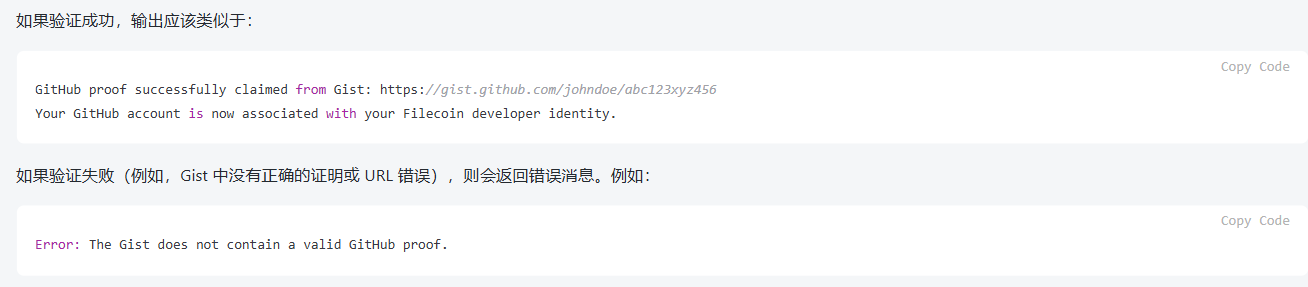 如果验证成功，输出应该类似于：
Copy Code
GitHub proof successfully claimed from Gist: https://gist.github.com/johndoe/abc123xyz456
Your GitHub account is now associated with your Filecoin developer identity.
如果验证失败（例如，Gist 中没有正确的证明或 URL 错误），则会返回错误消息。例如：
Copy Code
Error: The Gist does not contain a valid GitHub proof.